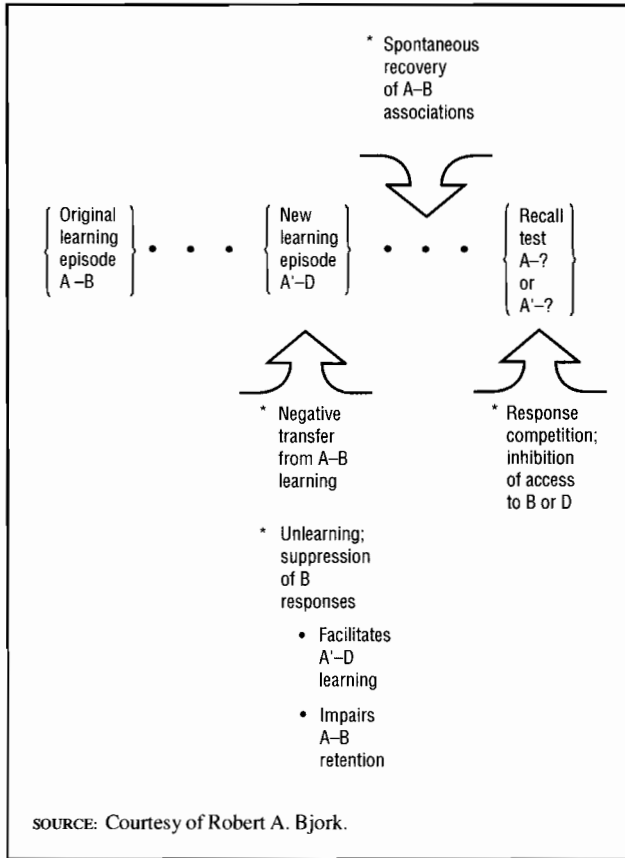 * Spontaneous
recovery
of A–B
associations
Original
learning
episode
A–B
New
learning
episode
A'–D
Recall
test
A–?
or
A'–?
* Negative
transfer
from A–B
learning
* Unlearning;
suppression
of B
responses
• Facilitates
A'–D
learning
• Impairs
A–B
retention
* Response
competition;
inhibition
of access
to B or D
SOURCE: Courtesy of Robert A. Bjork.